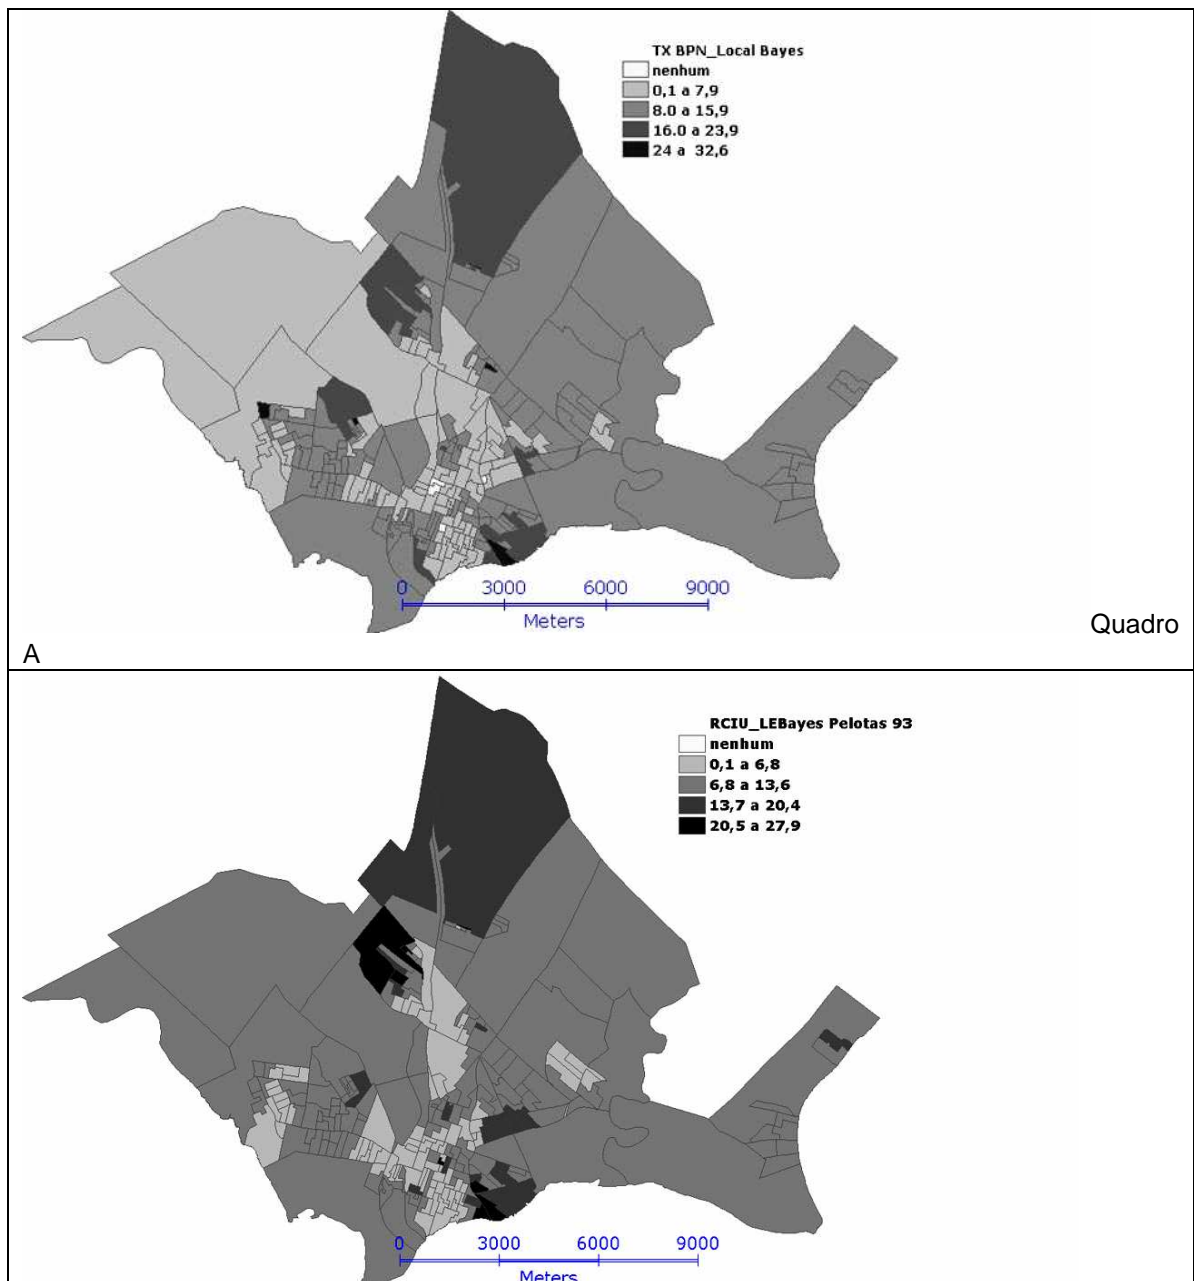 TX BPN_Local Bayes
nenhum
0,1 a 7,9
8.0 a 15,9
16.0 a 23,9
24 a 32,6
0 3000 6000 9000
Meters
Quadro
A
RCIU_LEBayes Pelotas 93
nenhum
0,1 a 6,8
6,8 a 13,6
13,7 a 20,4
20,5 a 27,9
0 3000 6000 9000
Meters